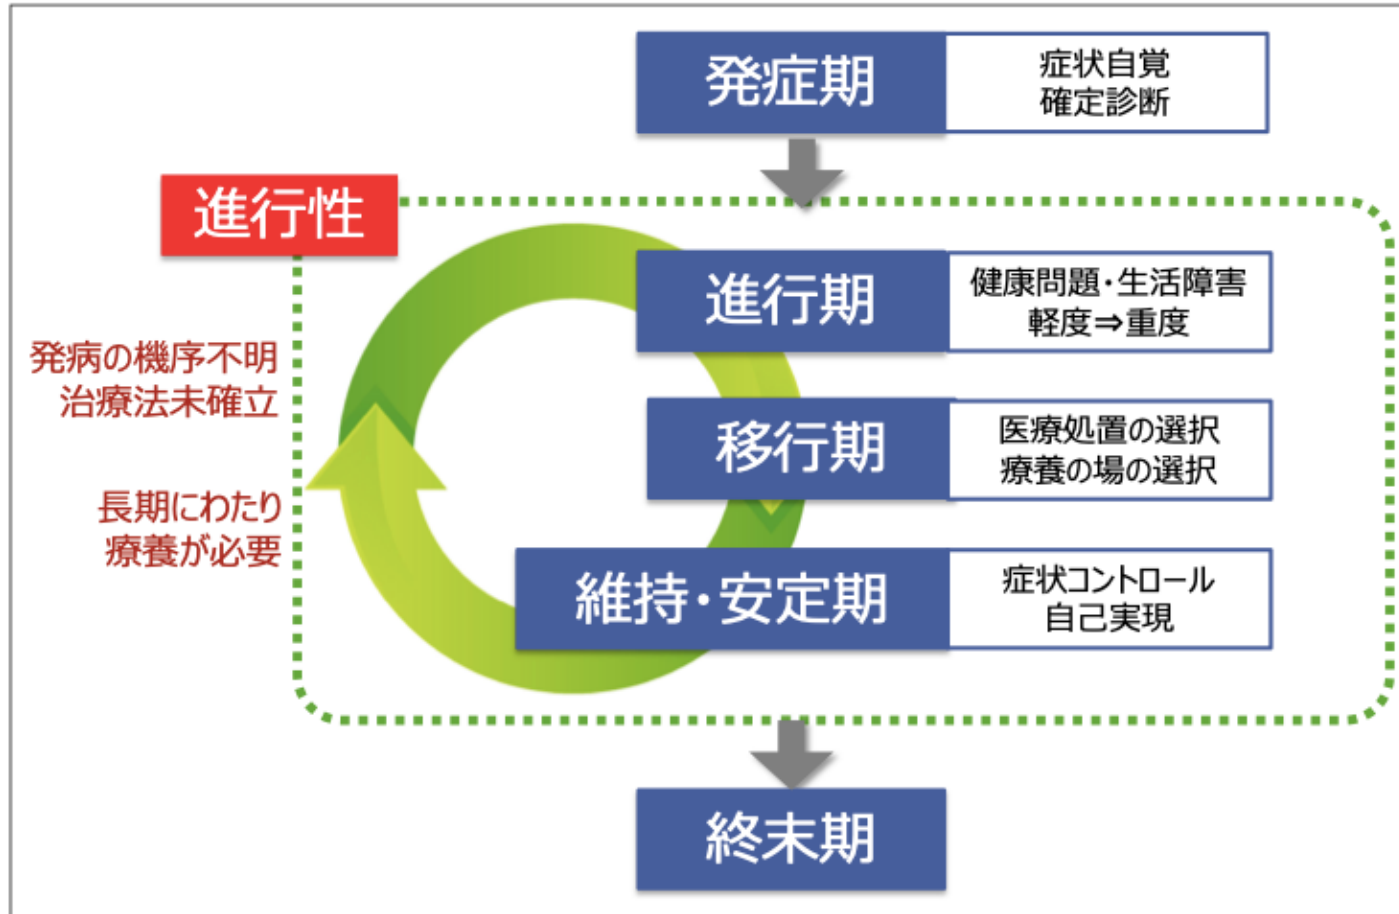 発症期
症状自覚
確定診断
進行性
進行期
健康問題・生活障害
軽度⇒重度
発病の機序不明
治療法未確立
移行期
医療処置の選択
療養の場の選択
長期にわたり
療養が必要
維持・安定期
症状コントロール
自己実現
終末期